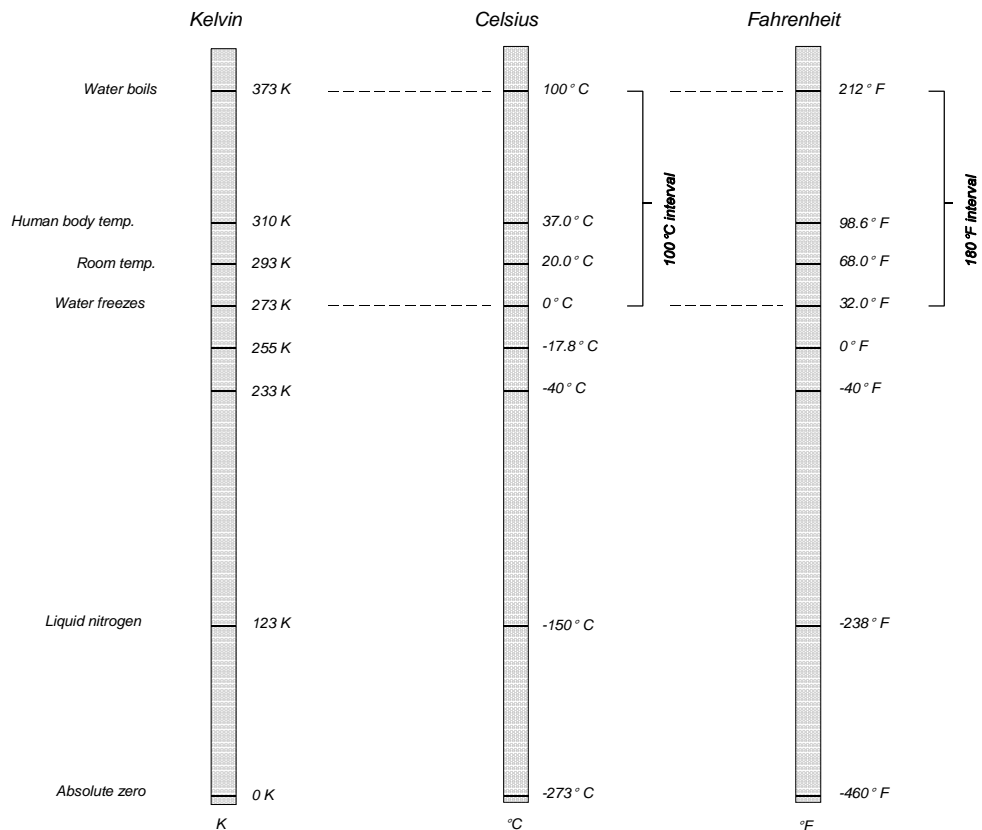 Kelvin Celsius Fahrenheit
Water boils 373 K 100° C 212° F
100°C interval
180°F interval
Human body temp. 310 K 37.0° C 98.6° F
Room temp. 293 K 20.0° C 68.0° F
Water freezes 273 K 0° C 32.0° F
255 K -17.8° C 0° F
233 K -40° C -40° F
Liquid nitrogen 123 K -150° C -238° F
Absolute zero 0 K -273° C -460° F
K °C °F